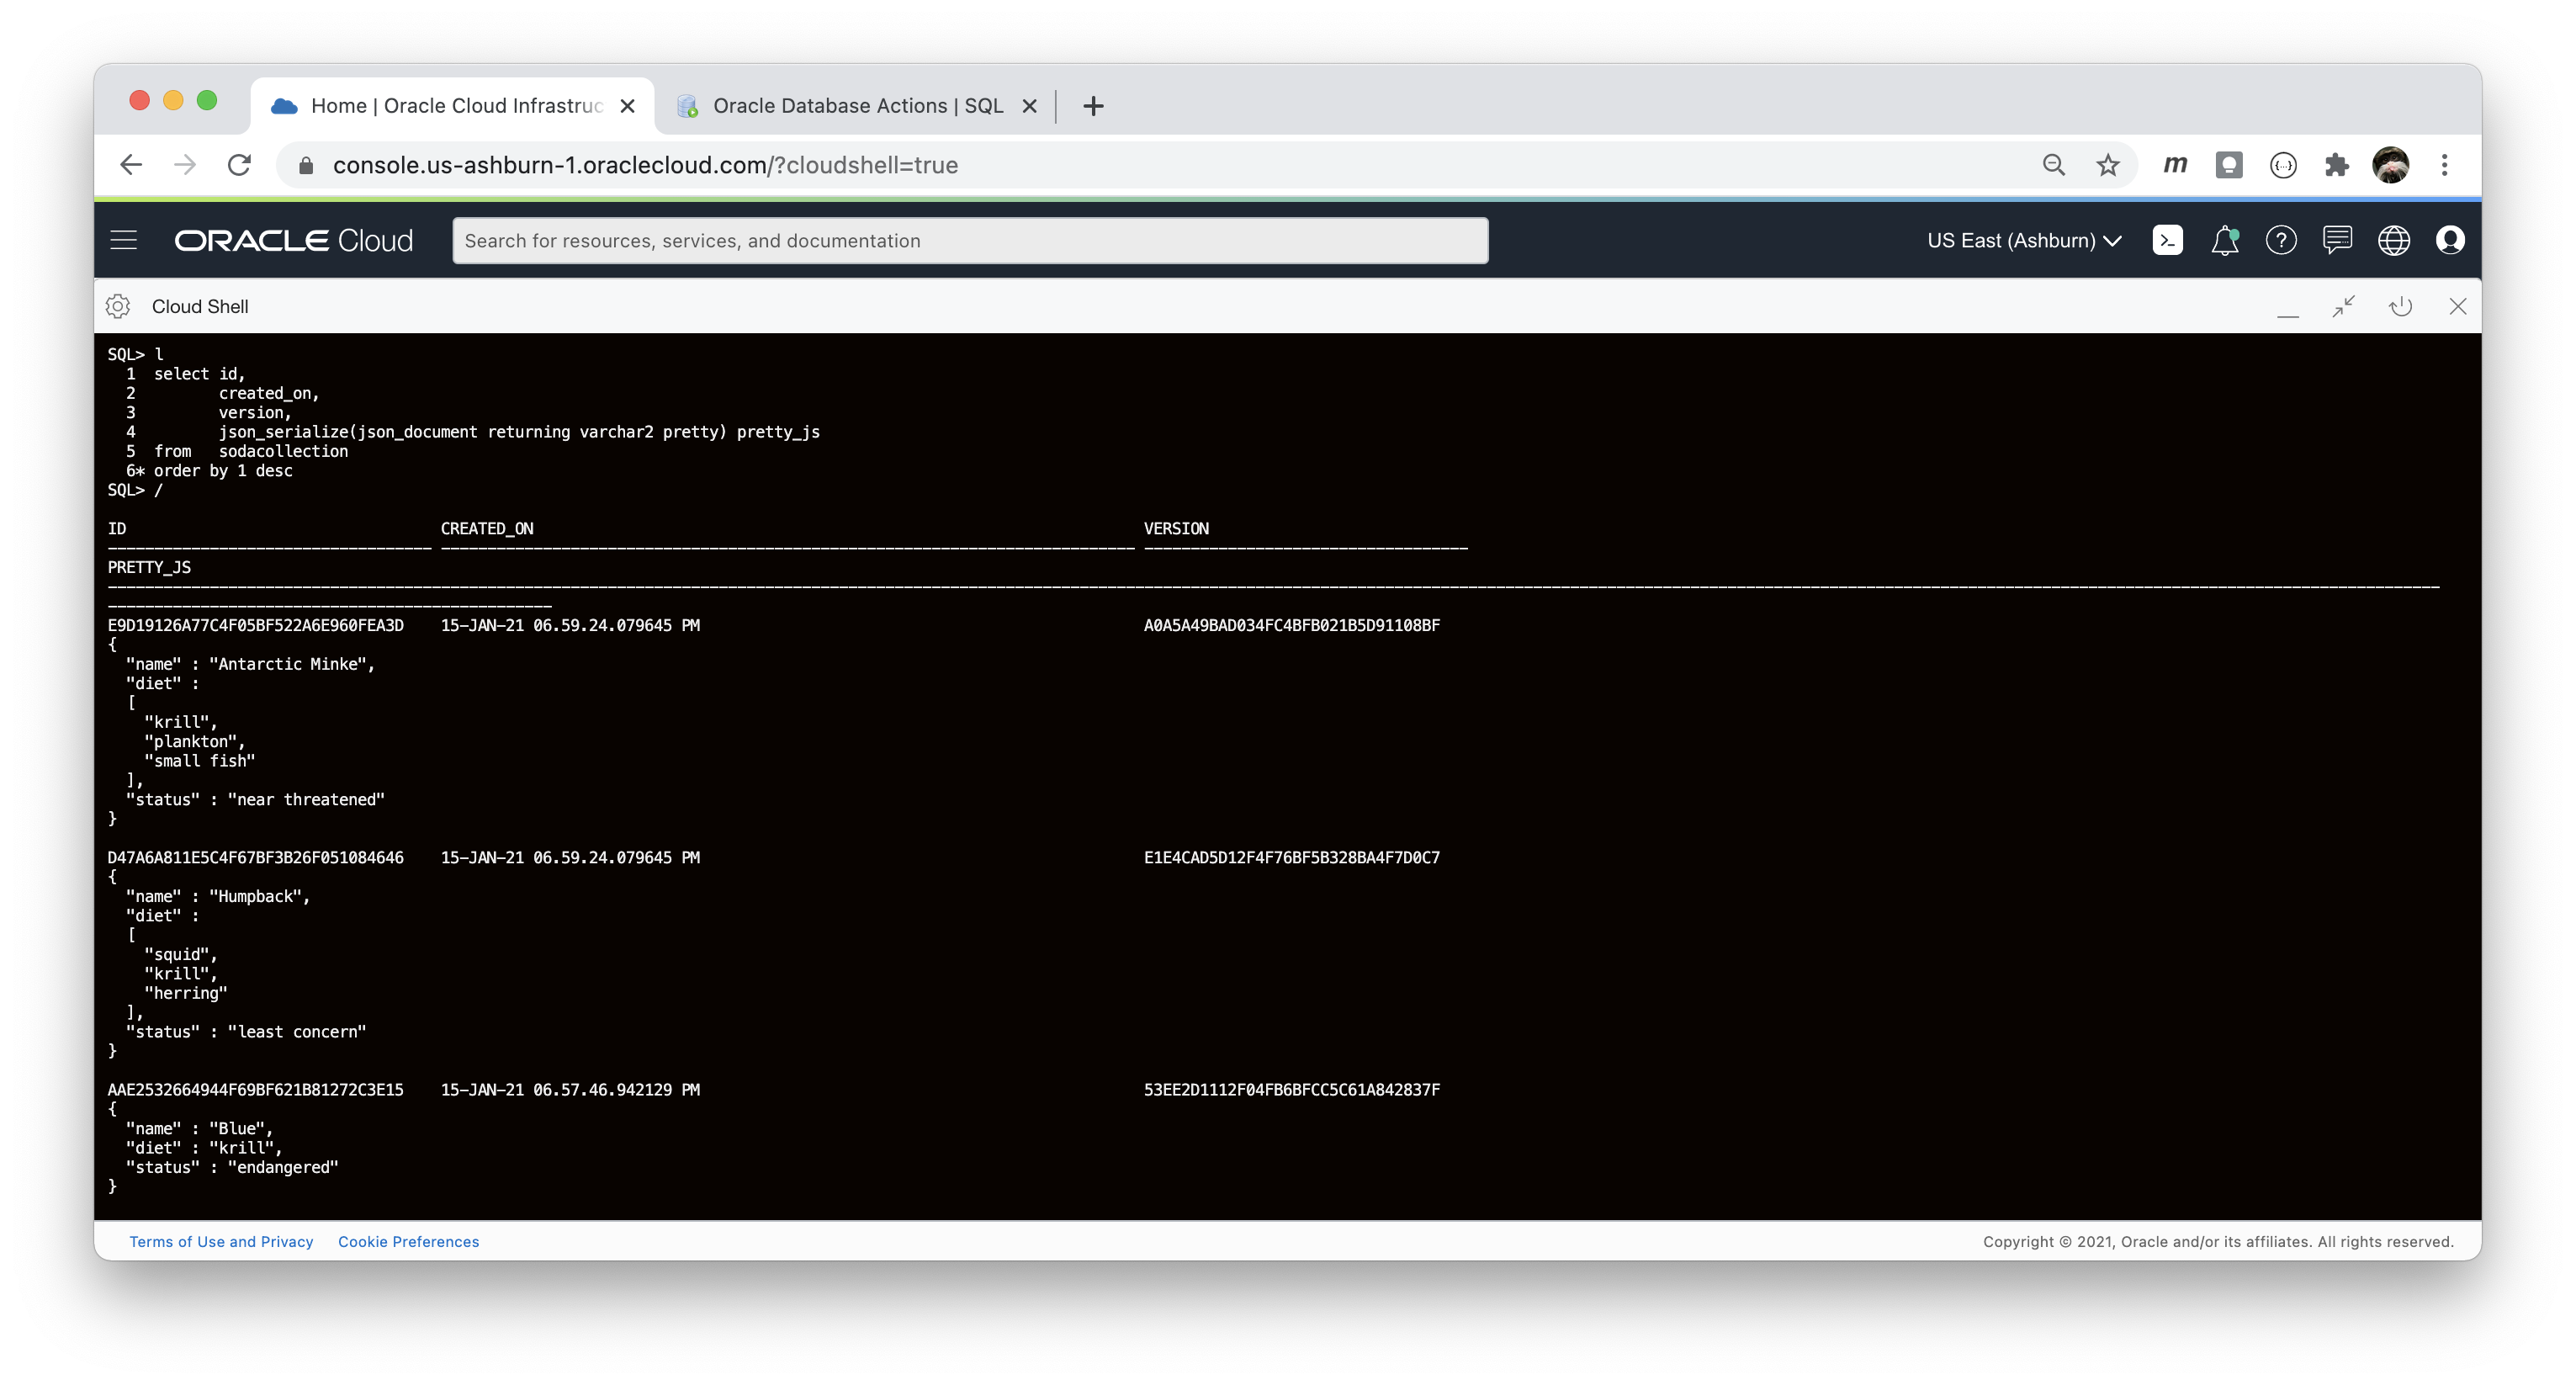 Home | Oracle Cloud Infrastruc
Oracle Database Actions | SQL
console.us-ashburn-1.oraclecloud.com/?cloudshell=true
m
ORACLE Cloud
Search for resources, services, and documentation
US East (Ashburn)
Cloud Shell
SQL> l
  1  select id,
  2         created_on,
  3         version,
  4         json_serialize(json_document returning varchar2 pretty) pretty_js
  5  from   sodacollection
  6* order by 1 desc
SQL> /
ID CREATED_ON VERSION
PRETTY_JS
E9D19126A77C4F05BF522A6E960FEA3D 15-JAN-21 06.59.24.079645 PM A0A5A49BAD034FC4BFB021B5D91108BF
{
  "name" : "Antarctic Minke",
  "diet" :
  [
    "krill",
    "plankton",
    "small fish"
  ],
  "status" : "near threatened"
}
D47A6A811E5C4F67BF3B26F051084646 15-JAN-21 06.59.24.079645 PM E1E4CAD5D12F4F76BF5B328BA4F7D0C7
{
  "name" : "Humpback",
  "diet" :
  [
    "squid",
    "krill",
    "herring"
  ],
  "status" : "least concern"
}
AAE2532664944F69BF621B81272C3E15 15-JAN-21 06.57.46.942129 PM 53EE2D1112F04FB6BFCC5C61A842837F
{
  "name" : "Blue",
  "diet" : "krill",
  "status" : "endangered"
}
Terms of Use and Privacy Cookie Preferences
Copyright © 2021, Oracle and/or its affiliates. All rights reserved.